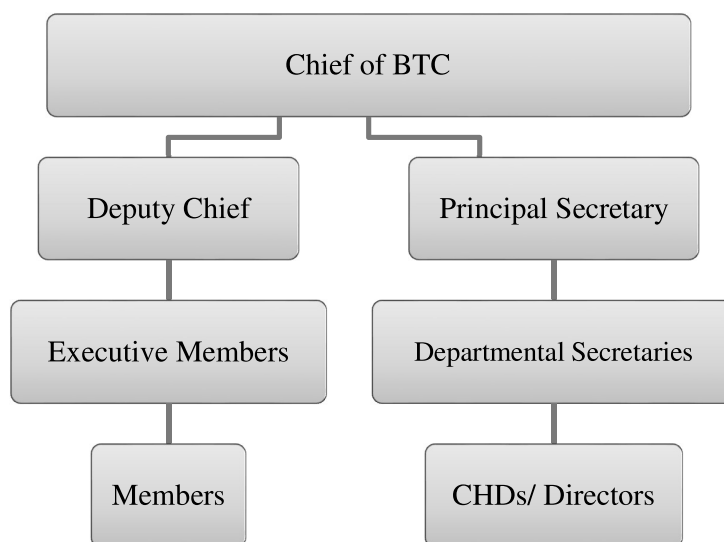 Chief of BTC
Deputy Chief
Principal Secretary
Executive Members
Departmental Secretaries
Members
CHDs/ Directors